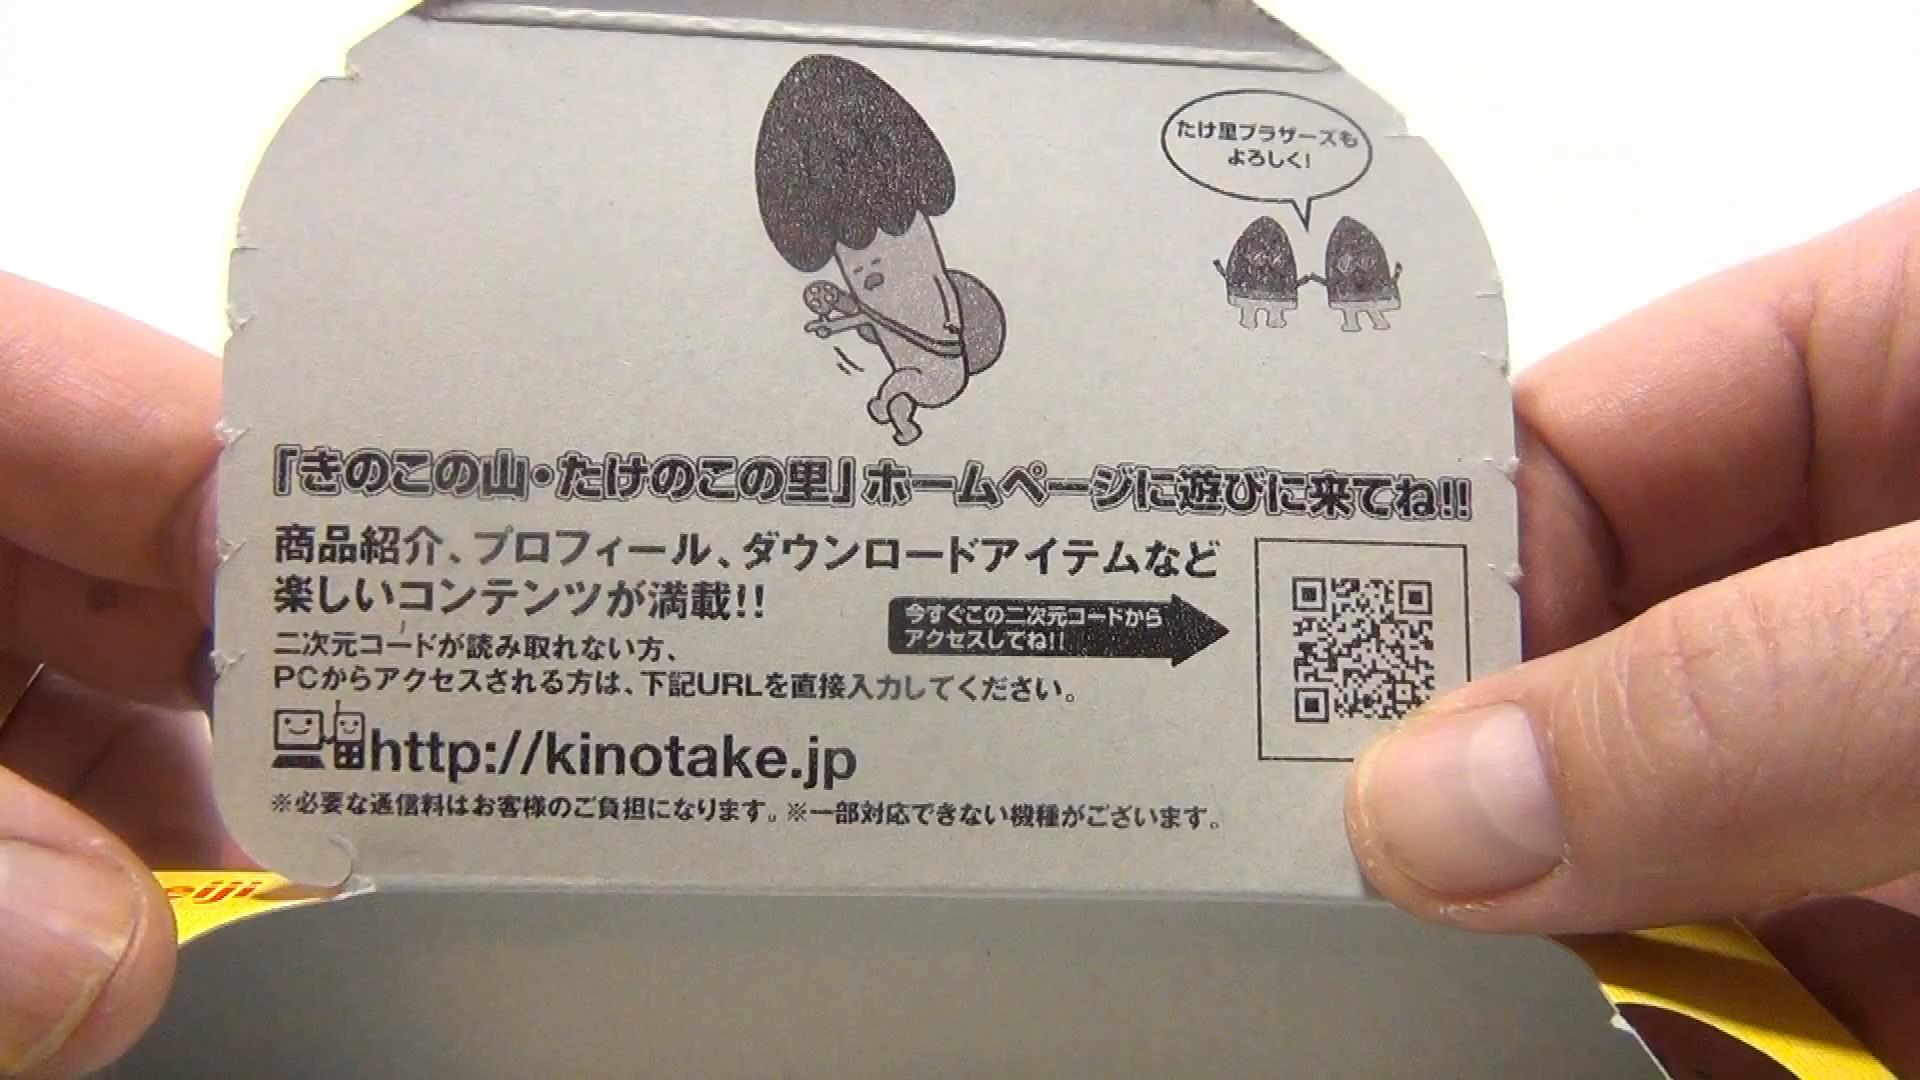 たけ里ブラザーズも
よろしく!
「きのこの山・たけのこの里」ホームページに遊びに来てね!!
商品紹介、プロフィール、ダウンロードアイテムなど
楽しいコンテンツが満載!!
今すぐこの二次元コードから
アクセスしてね!!
二次元コードが読み取れない方、
PCからアクセスされる方は、下記URLを直接入力してください。
http://kinotake.jp
※必要な通信料はお客様のご負担になります。※一部対応できない機種がございます。
eiji